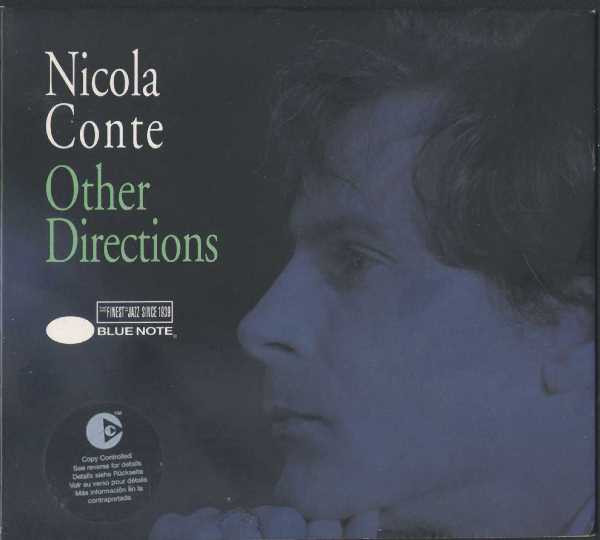 Nicola
Conte
Other
Directions
THE FINEST IN JAZZ SINCE 1939
BLUE NOTE®
™
Copy Controlled
See reverse for details
Details siehe Rückseite
Voir au verso pour détails
Más información en la
contraportada